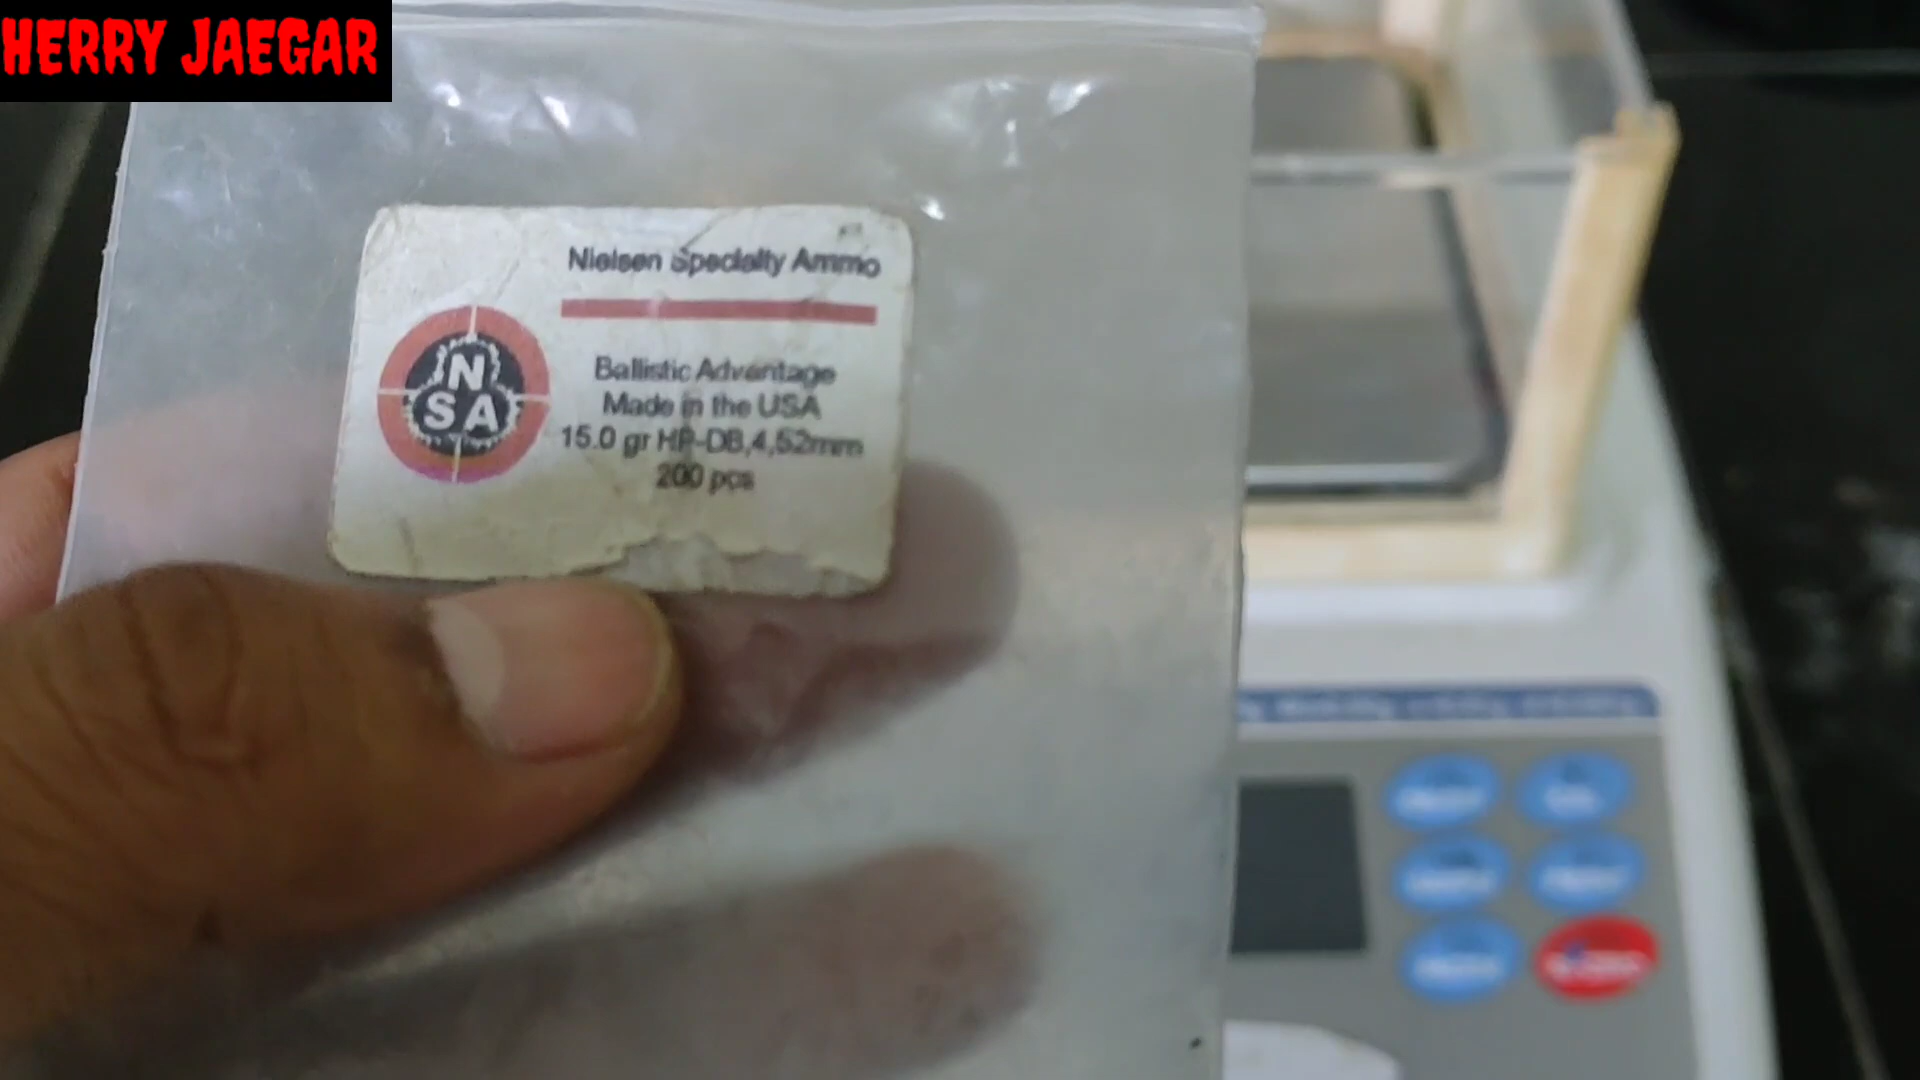 HERRY JAEGAR
Nielsen Specialty Ammo
N
SA
Ballistic Advantage
Made in the USA
15.0 gr HP-DB,4,52mm
200 pcs